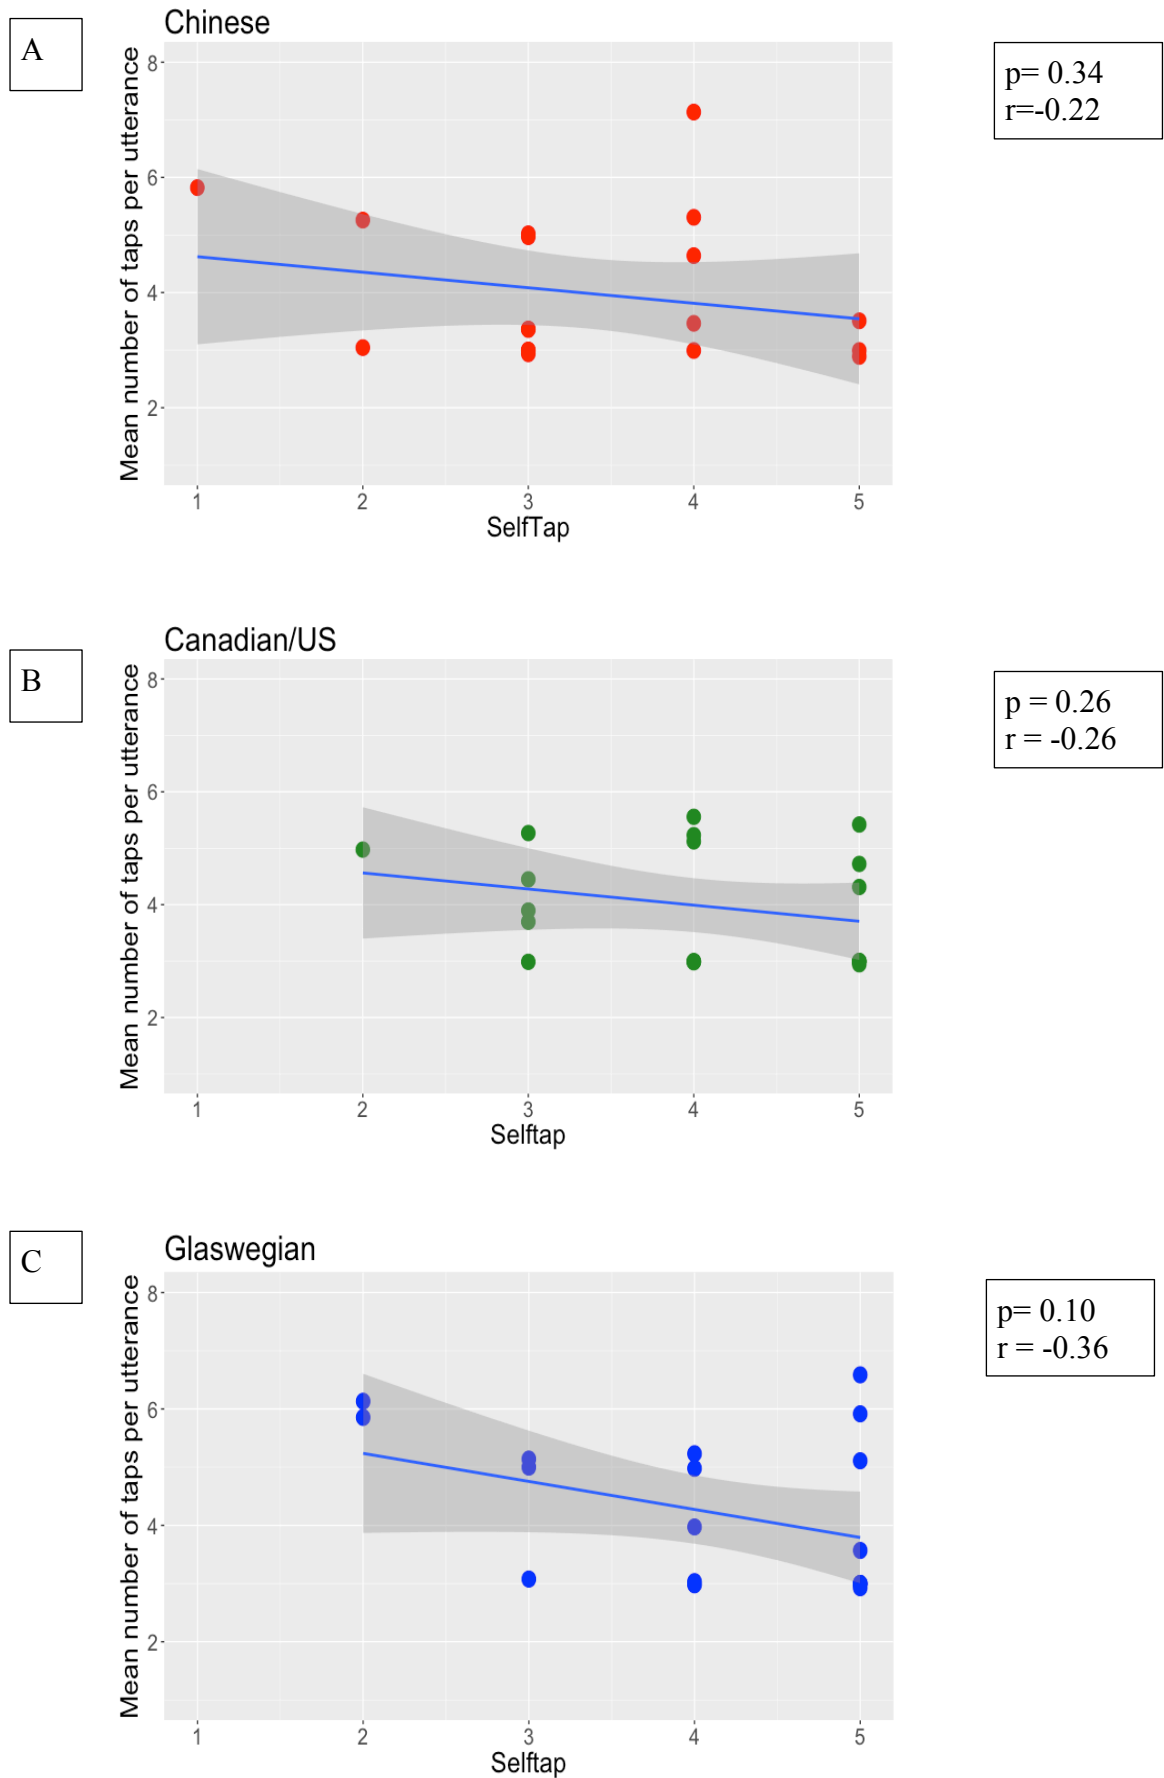 A
Chinese
Mean number of taps per utterance
8
6
4
2
1 2 3 4 5
SelfTap
p= 0.34
r=-0.22
B
Canadian/US
Mean number of taps per utterance
8
6
4
2
1 2 3 4 5
Selftap
p = 0.26
r = -0.26
C
Glaswegian
Mean number of taps per utterance
8
6
4
2
1 2 3 4 5
Selftap
p= 0.10
r = -0.36